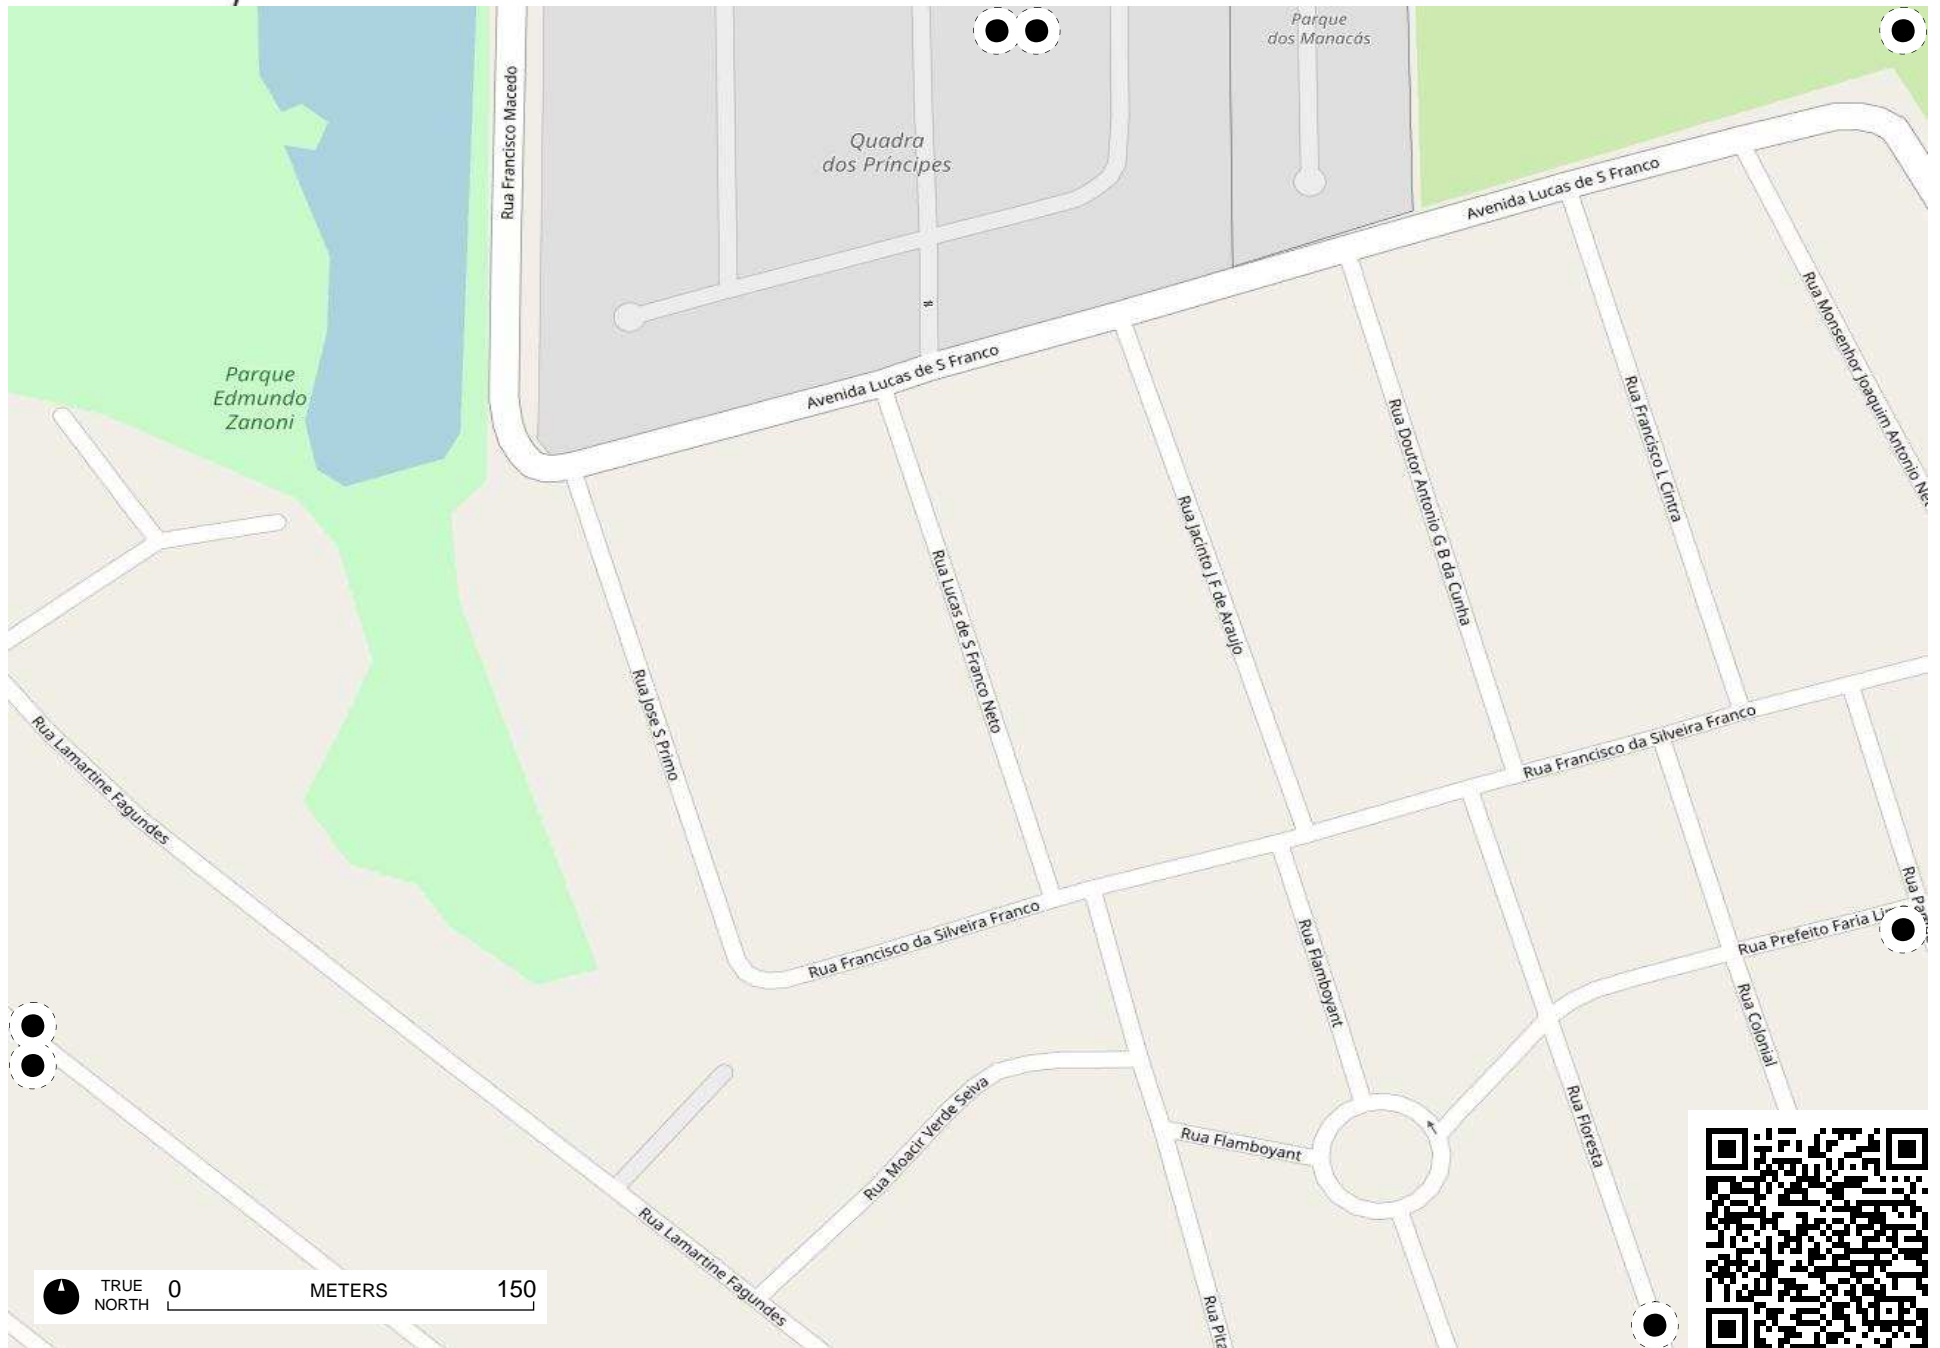 Parque
dos Manacás
Rua Francisco Macedo
Quadra
dos Príncipes
Avenida Lucas de S Franco
Rua Monsenhor Joaquim Antonio
Parque
Edmundo
Zanoni
Avenida Lucas de S Franco
Rua Francisco L Cintra
Rua Doutor Antonio G B da Cunha
Rua Jacinto J F de Araujo
Rua Lucas de S Franco Neto
Rua Jose S Primo
Rua Lamartine Fagundes
Rua Francisco da Silveira Franco
Rua Francisco da Silveira Franco
Rua Flamboyant
Rua
Rua Prefeito Faria
Rua Colonial
Rua Moacir Verde Seiva
Rua Flamboyant
Rua Floresta
Rua Lamartine Fagundes
Rua
TRUE
NORTH
0 METERS 150